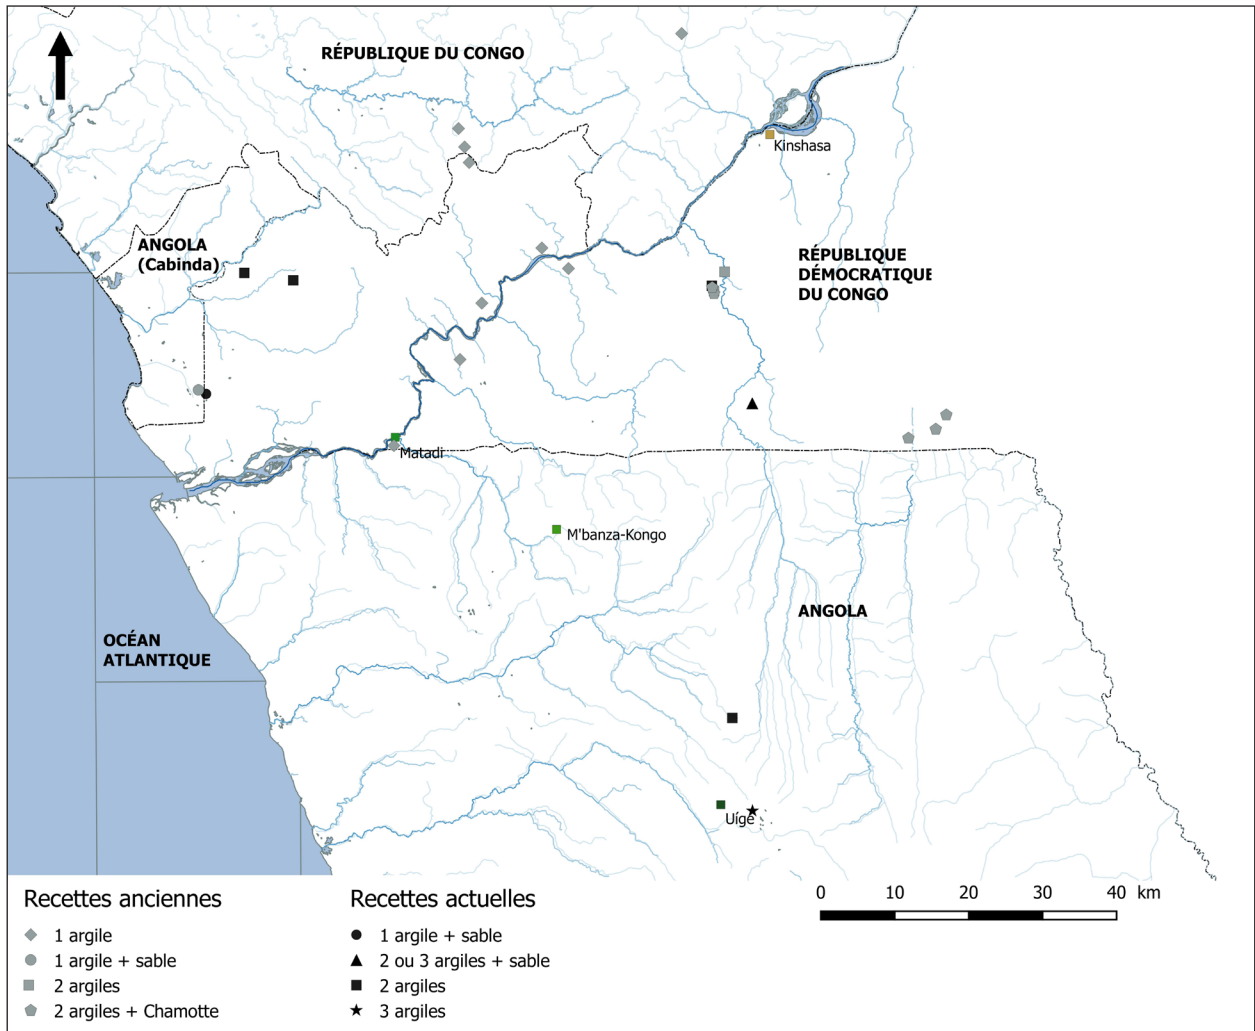 RÉPUBLIQUE DU CONGO
Kinshasa
ANGOLA
(Cabinda)
RÉPUBLIQUE
DÉMOCRATIQUE
DU CONGO
Matadi
M'banza-Kongo
ANGOLA
OCÉAN
ATLANTIQUE
Uíge
Recettes anciennes
1 argile
1 argile + sable
2 argiles
2 argiles + Chamotte
Recettes actuelles
1 argile + sable
2 ou 3 argiles + sable
2 argiles
3 argiles
0 10 20 30 40 km